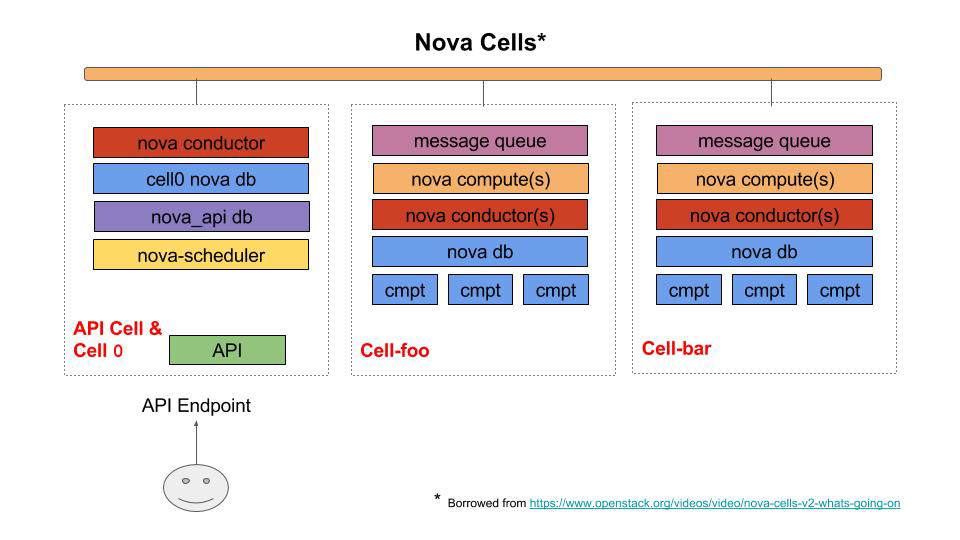 Nova Cells*
nova conductor
cell0 nova db
nova_api db
nova-scheduler
API Cell &
Cell 0
API
message queue
nova compute(s)
nova conductor(s)
nova db
cmpt cmpt cmpt
Cell-foo
message queue
nova compute(s)
nova conductor(s)
nova db
cmpt cmpt cmpt
Cell-bar
API Endpoint
* Borrowed from https://www.openstack.org/videos/video/nova-cells-v2-whats-going-on